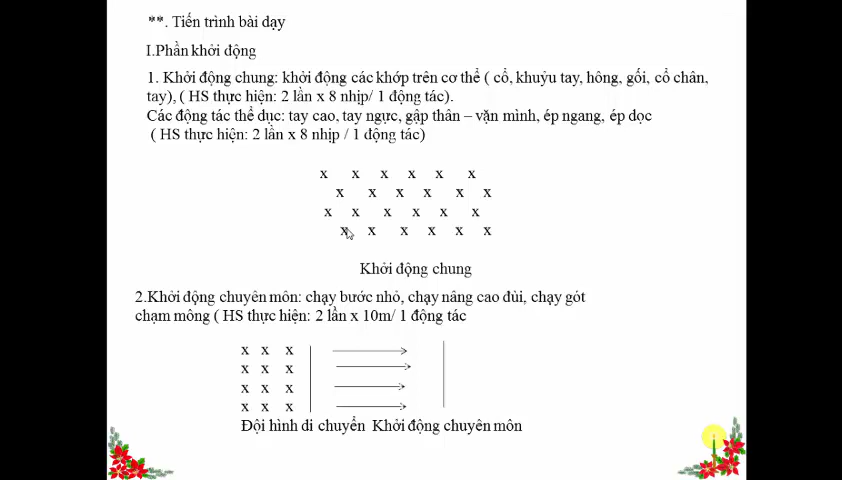 **. Tiến trình bài dạy
I.Phần khởi động
1. Khởi động chung: khởi động các khớp trên cơ thể ( cổ, khuỷu tay, hông, gối, cổ chân,
tay), ( HS thực hiện: 2 lần x 8 nhịp/ 1 động tác).
Các động tác thể dục: tay cao, tay ngực, gập thân – vặn mình, ép ngang, ép dọc
( HS thực hiện: 2 lần x 8 nhịp / 1 động tác)
x x x x x x
x x x x x x
x x x x x x
x x x x x x
Khởi động chung
2.Khởi động chuyên môn: chạy bước nhỏ, chạy nâng cao đùi, chạy gót
chạm mông ( HS thực hiện: 2 lần x 10m/ 1 động tác
x x x
x x x
x x x
x x x
Đội hình di chuyển Khởi động chuyên môn